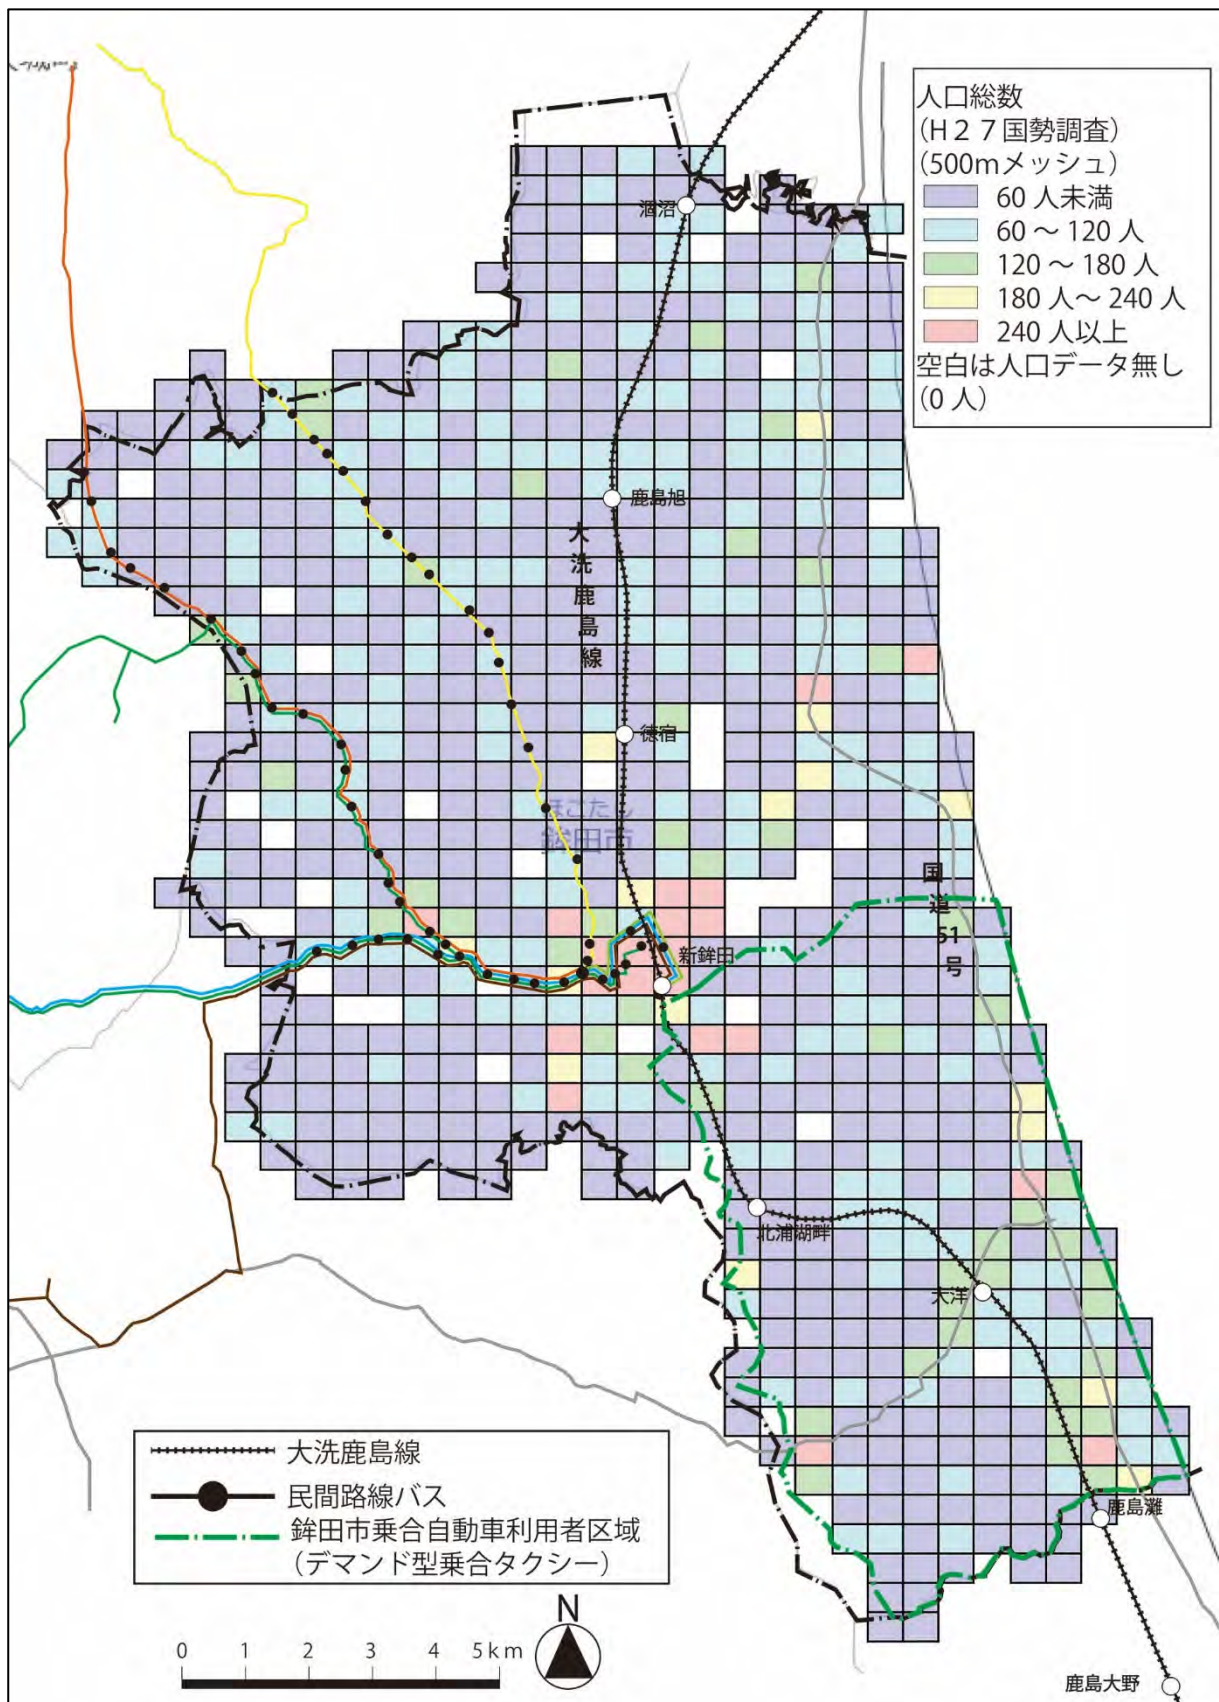 人口総数
(H27国勢調査)
(500mメッシュ)
60人未満
60～120人
120～180人
180人～240人
240人以上
空白は人口データ無し
(0人)
涸沼
鹿島旭
大洗鹿島線
徳宿
ほこたし
鉾田市
国道51号
新鉾田
北浦湖畔
大洋
鹿島灘
鹿島大野
大洗鹿島線
民間路線バス
鉾田市乗合自動車利用者区域
(デマンド型乗合タクシー)
N
0 1 2 3 4 5km